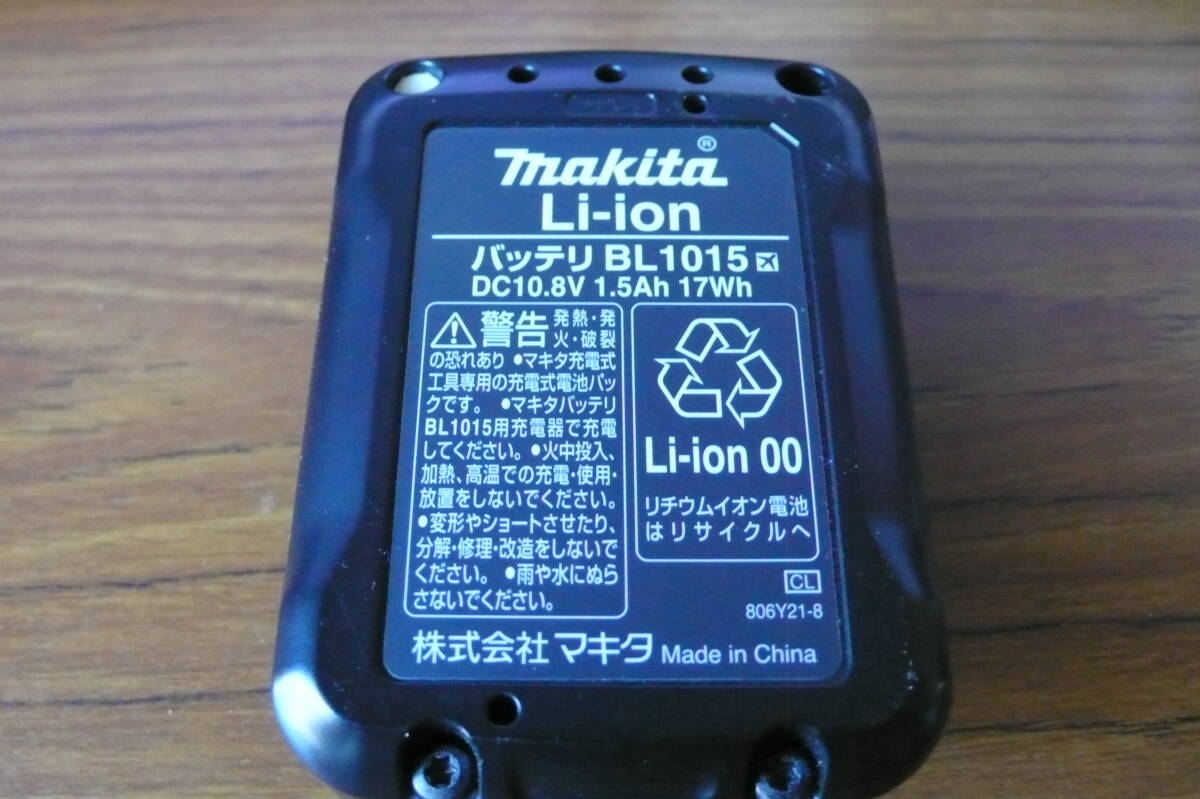 makita®
Li-ion
バッテリ BL1015
DC10.8V 1.5Ah 17Wh
警告 発熱・発
火・破裂
の恐れあり ●マキタ充電式
工具専用の充電式電池パッ
クです。 ●マキタバッテリ
BL1015用充電器で充電
してください。●火中投入、
加熱、高温での充電・使用・
放置をしないでください。
●変形やショートさせたり、
分解・修理・改造をしないで
ください。 ●雨や水にぬら
さないでください。
Li-ion 00
リチウムイオン電池
はリサイクルへ
CL
806Y21-8
株式会社 マキタ Made in China